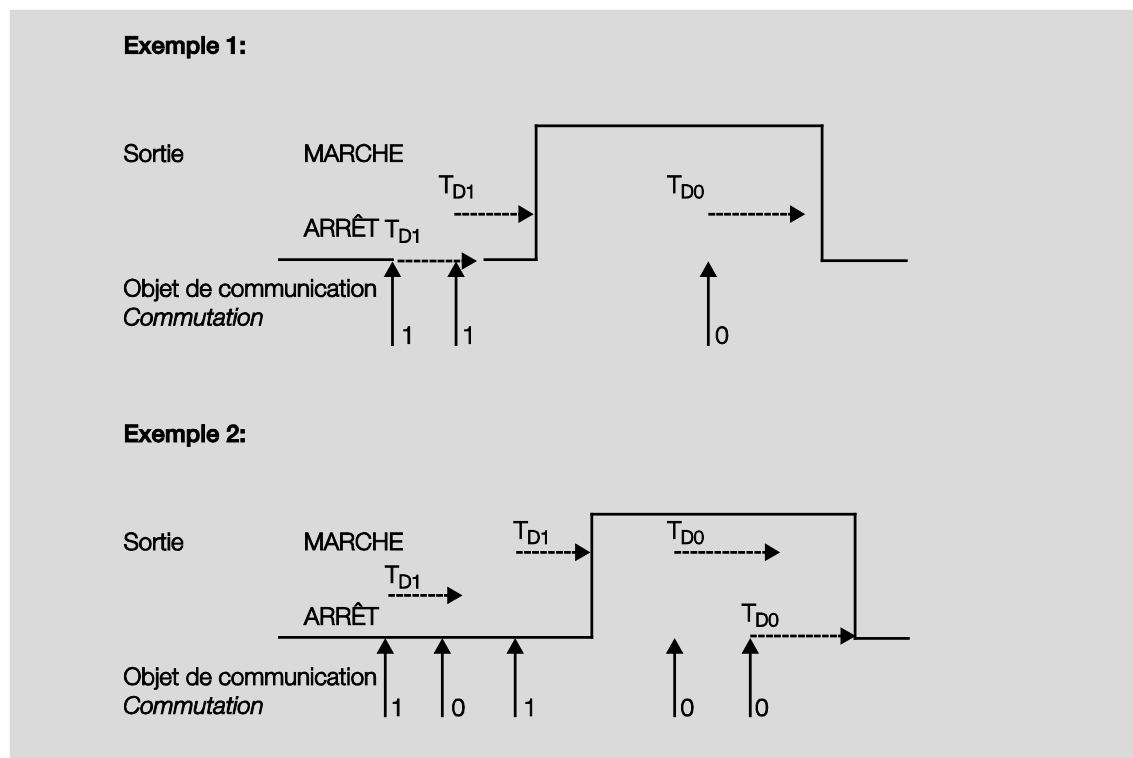 Exemple 1:
Sortie MARCHE
T_D1 T_D0
ARRÊT T_D1
Objet de communication
Commutation
1 1 0
Exemple 2:
T_D1 T_D0
Sortie MARCHE
T_D1
ARRÊT T_D0
Objet de communication
Commutation
1 0 1 0 0